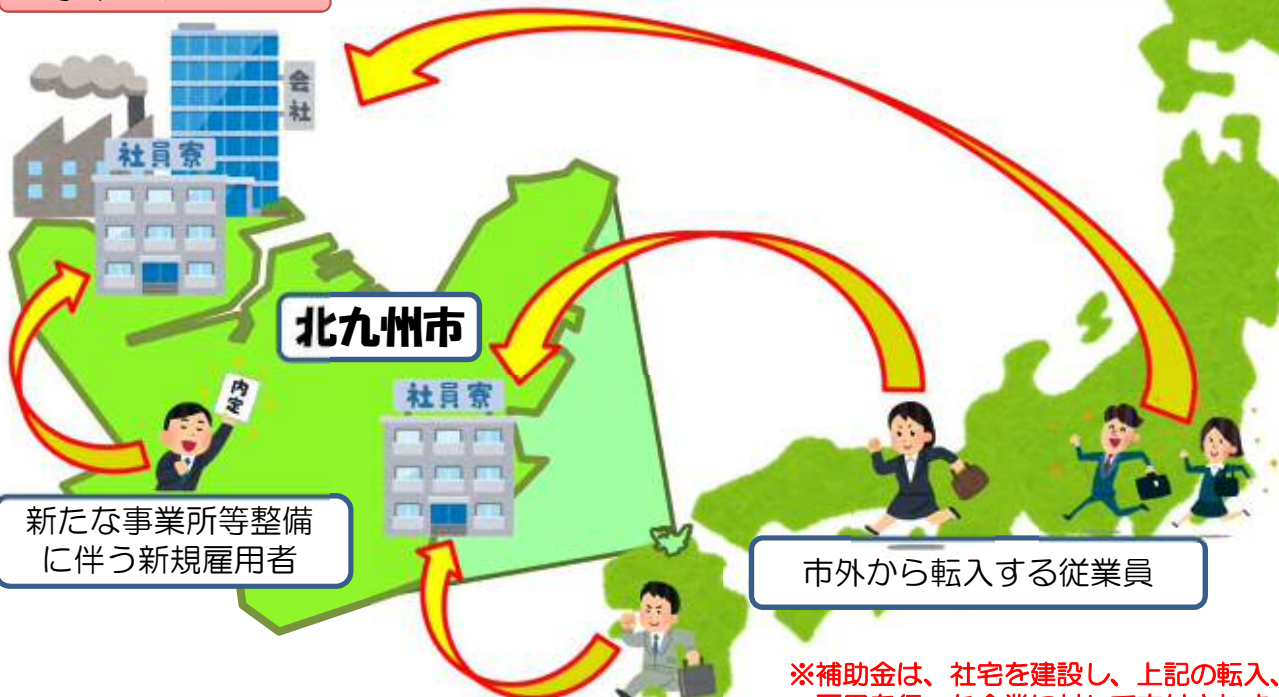 会社
社員寮
北九州市
内定
社員寮
新たな事業所等整備
に伴う新規雇用者
市外から転入する従業員
※補助金は、社宅を建設し、上記の転入、